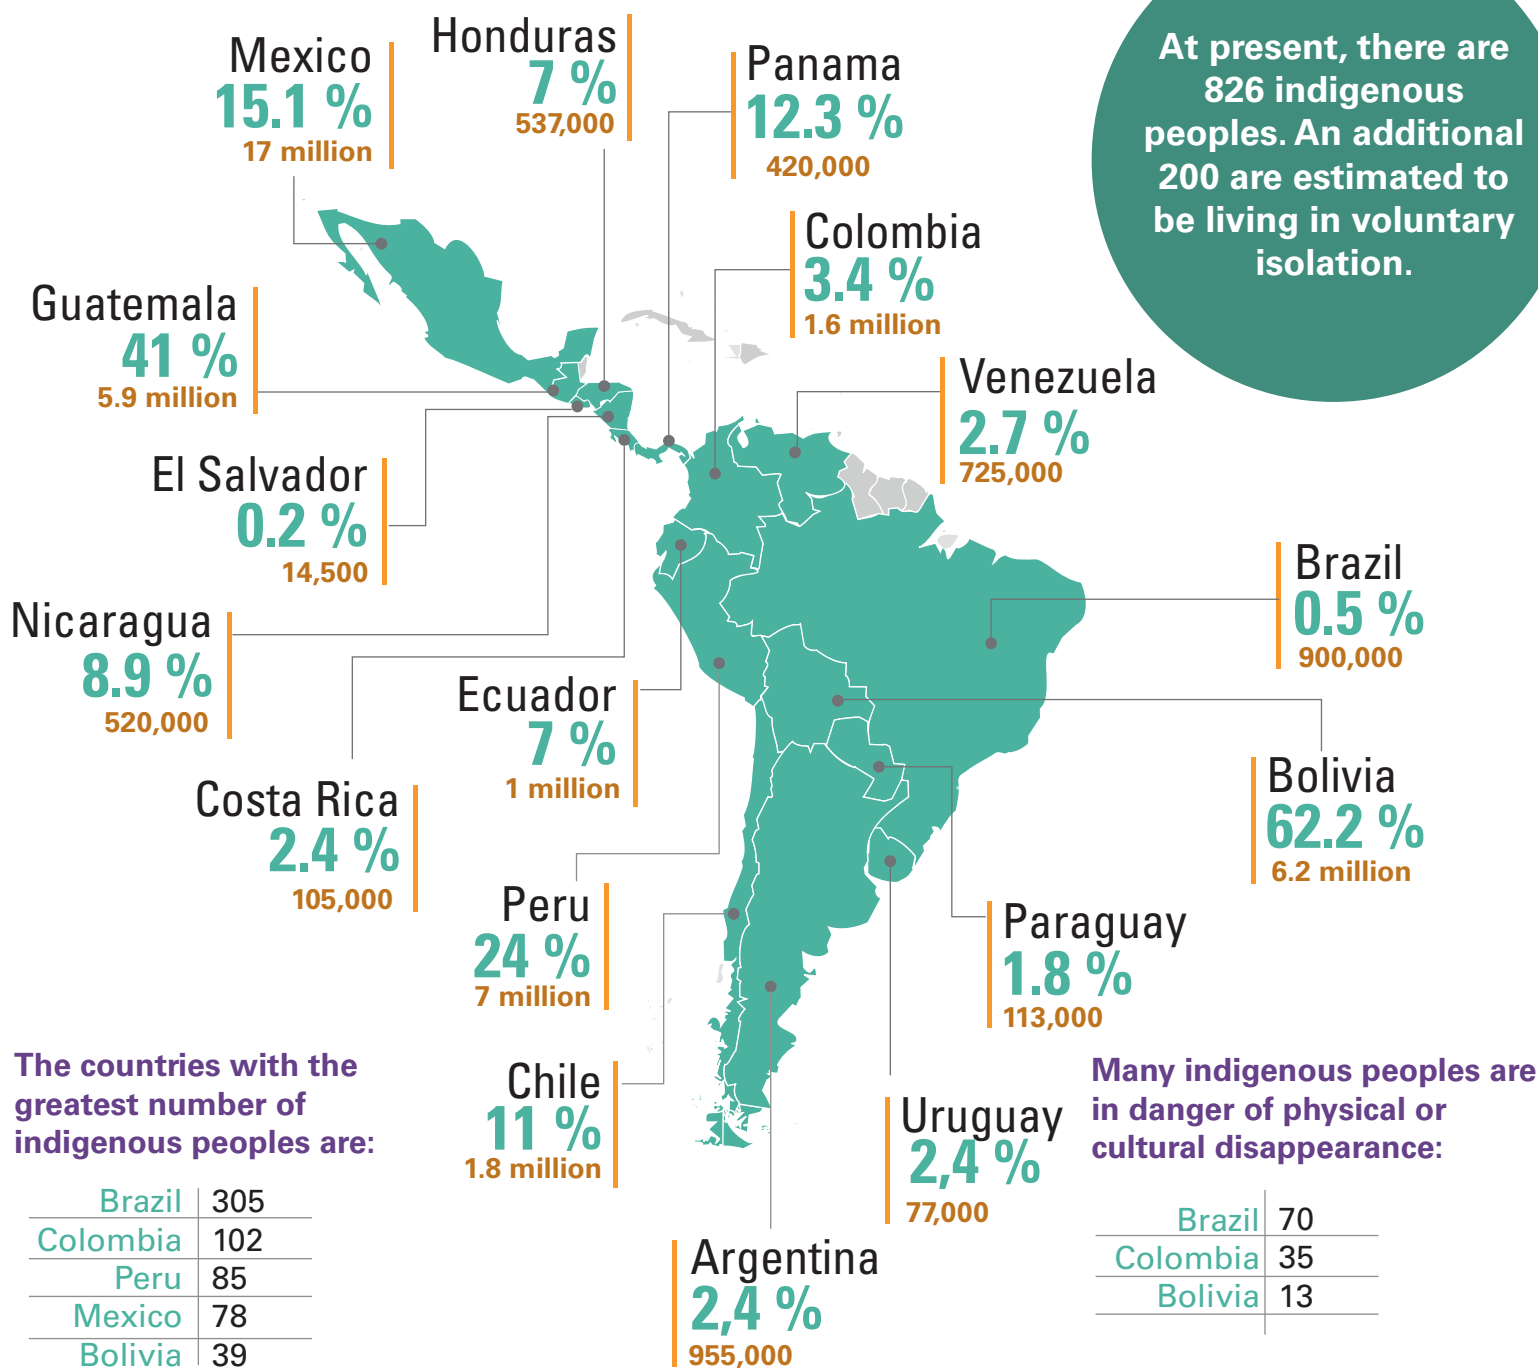 Mexico
15.1 %
17 million
Honduras
7 %
537,000
Panama
12.3 %
420,000
At present, there are
826 indigenous
peoples. An additional
200 are estimated to
be living in voluntary
isolation.
Colombia
3.4 %
1.6 million
Guatemala
41 %
5.9 million
Venezuela
2.7 %
725,000
El Salvador
0.2 %
14,500
Brazil
0.5 %
900,000
Nicaragua
8.9 %
520,000
Ecuador
7 %
1 million
Bolivia
62.2 %
6.2 million
Costa Rica
2.4 %
105,000
Peru
24 %
7 million
Paraguay
1.8 %
113,000
Chile
11 %
1.8 million
Uruguay
2,4 %
77,000
Argentina
2,4 %
955,000
The countries with the
greatest number of
indigenous peoples are:
Brazil 305
Colombia 102
Peru 85
Mexico 78
Bolivia 39
Many indigenous peoples are
in danger of physical or
cultural disappearance:
Brazil 70
Colombia 35
Bolivia 13